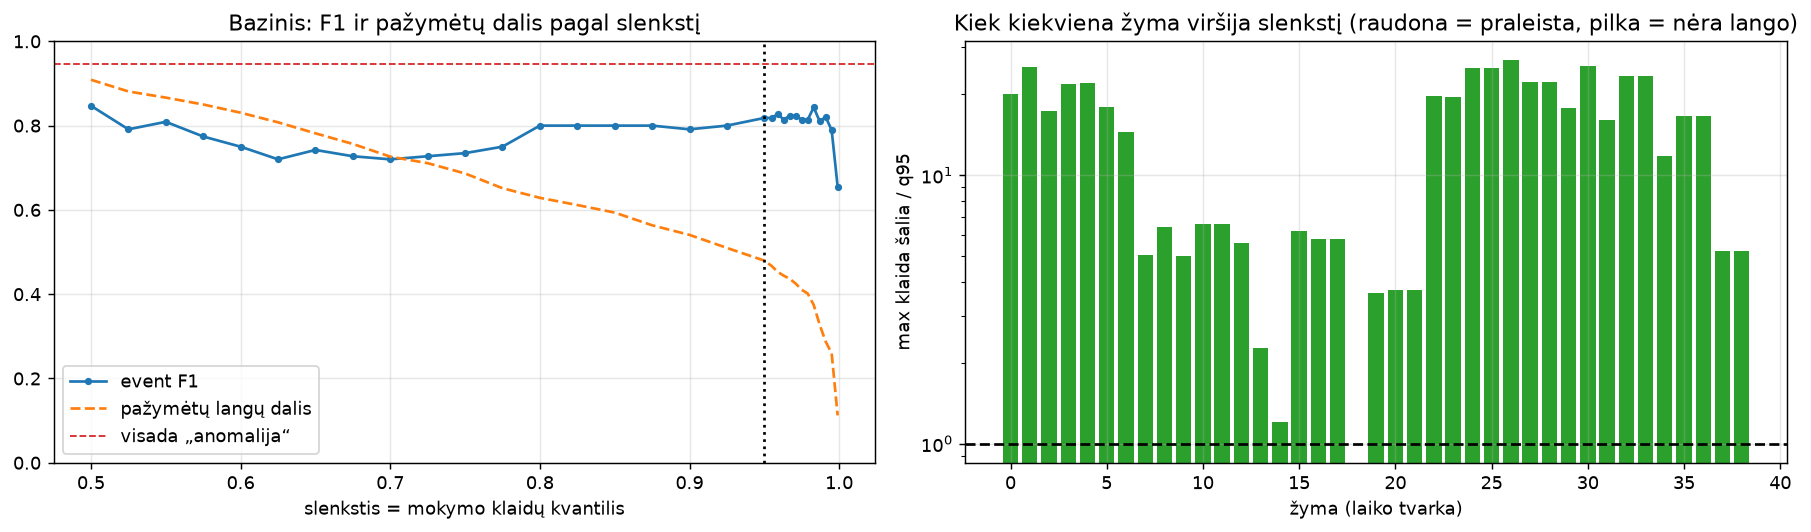 Bazinis: F1 ir pažymėtų dalis pagal slenkstį
1.0
0.8
0.6
0.4
0.2
0.0
event F1
pažymėtų langų dalis
visada „anomalija“
0.5 0.6 0.7 0.8 0.9 1.0
slenkstis = mokymo klaidų kvantilis
Kiek kiekviena žyma viršija slenkstį (raudona = praleista, pilka = nėra lango)
max klaida šalia / q95
10¹
10⁰
0 5 10 15 20 25 30 35 40
žyma (laiko tvarka)